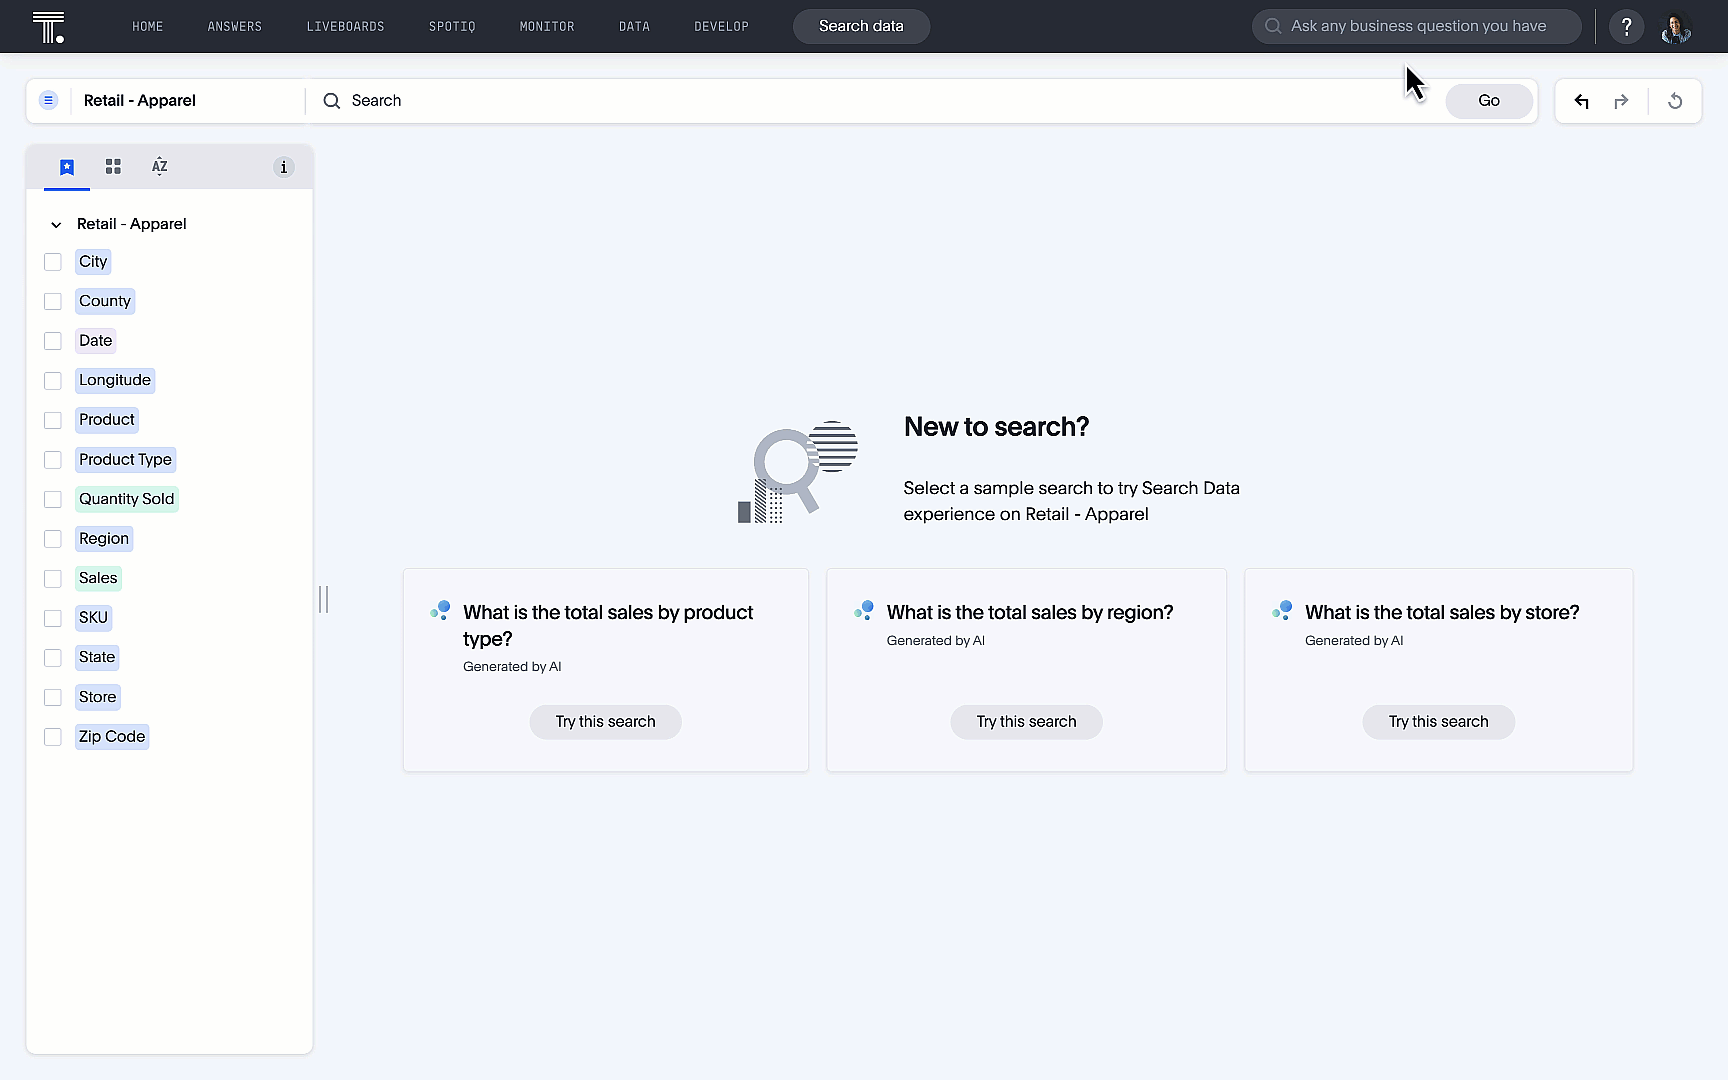 HOME ANSWERS LIVEBOARDS SPOTIQ MONITOR DATA DEVELOP Search data Ask any business question you have ?
Retail - Apparel Search Go
AZ i
Retail - Apparel
City
County
Date
Longitude
Product
Product Type
Quantity Sold
Region
Sales
SKU
State
Store
Zip Code
New to search?
Select a sample search to try Search Data
experience on Retail - Apparel
What is the total sales by product
type?
Generated by AI
Try this search
What is the total sales by region?
Generated by AI
Try this search
What is the total sales by store?
Generated by AI
Try this search